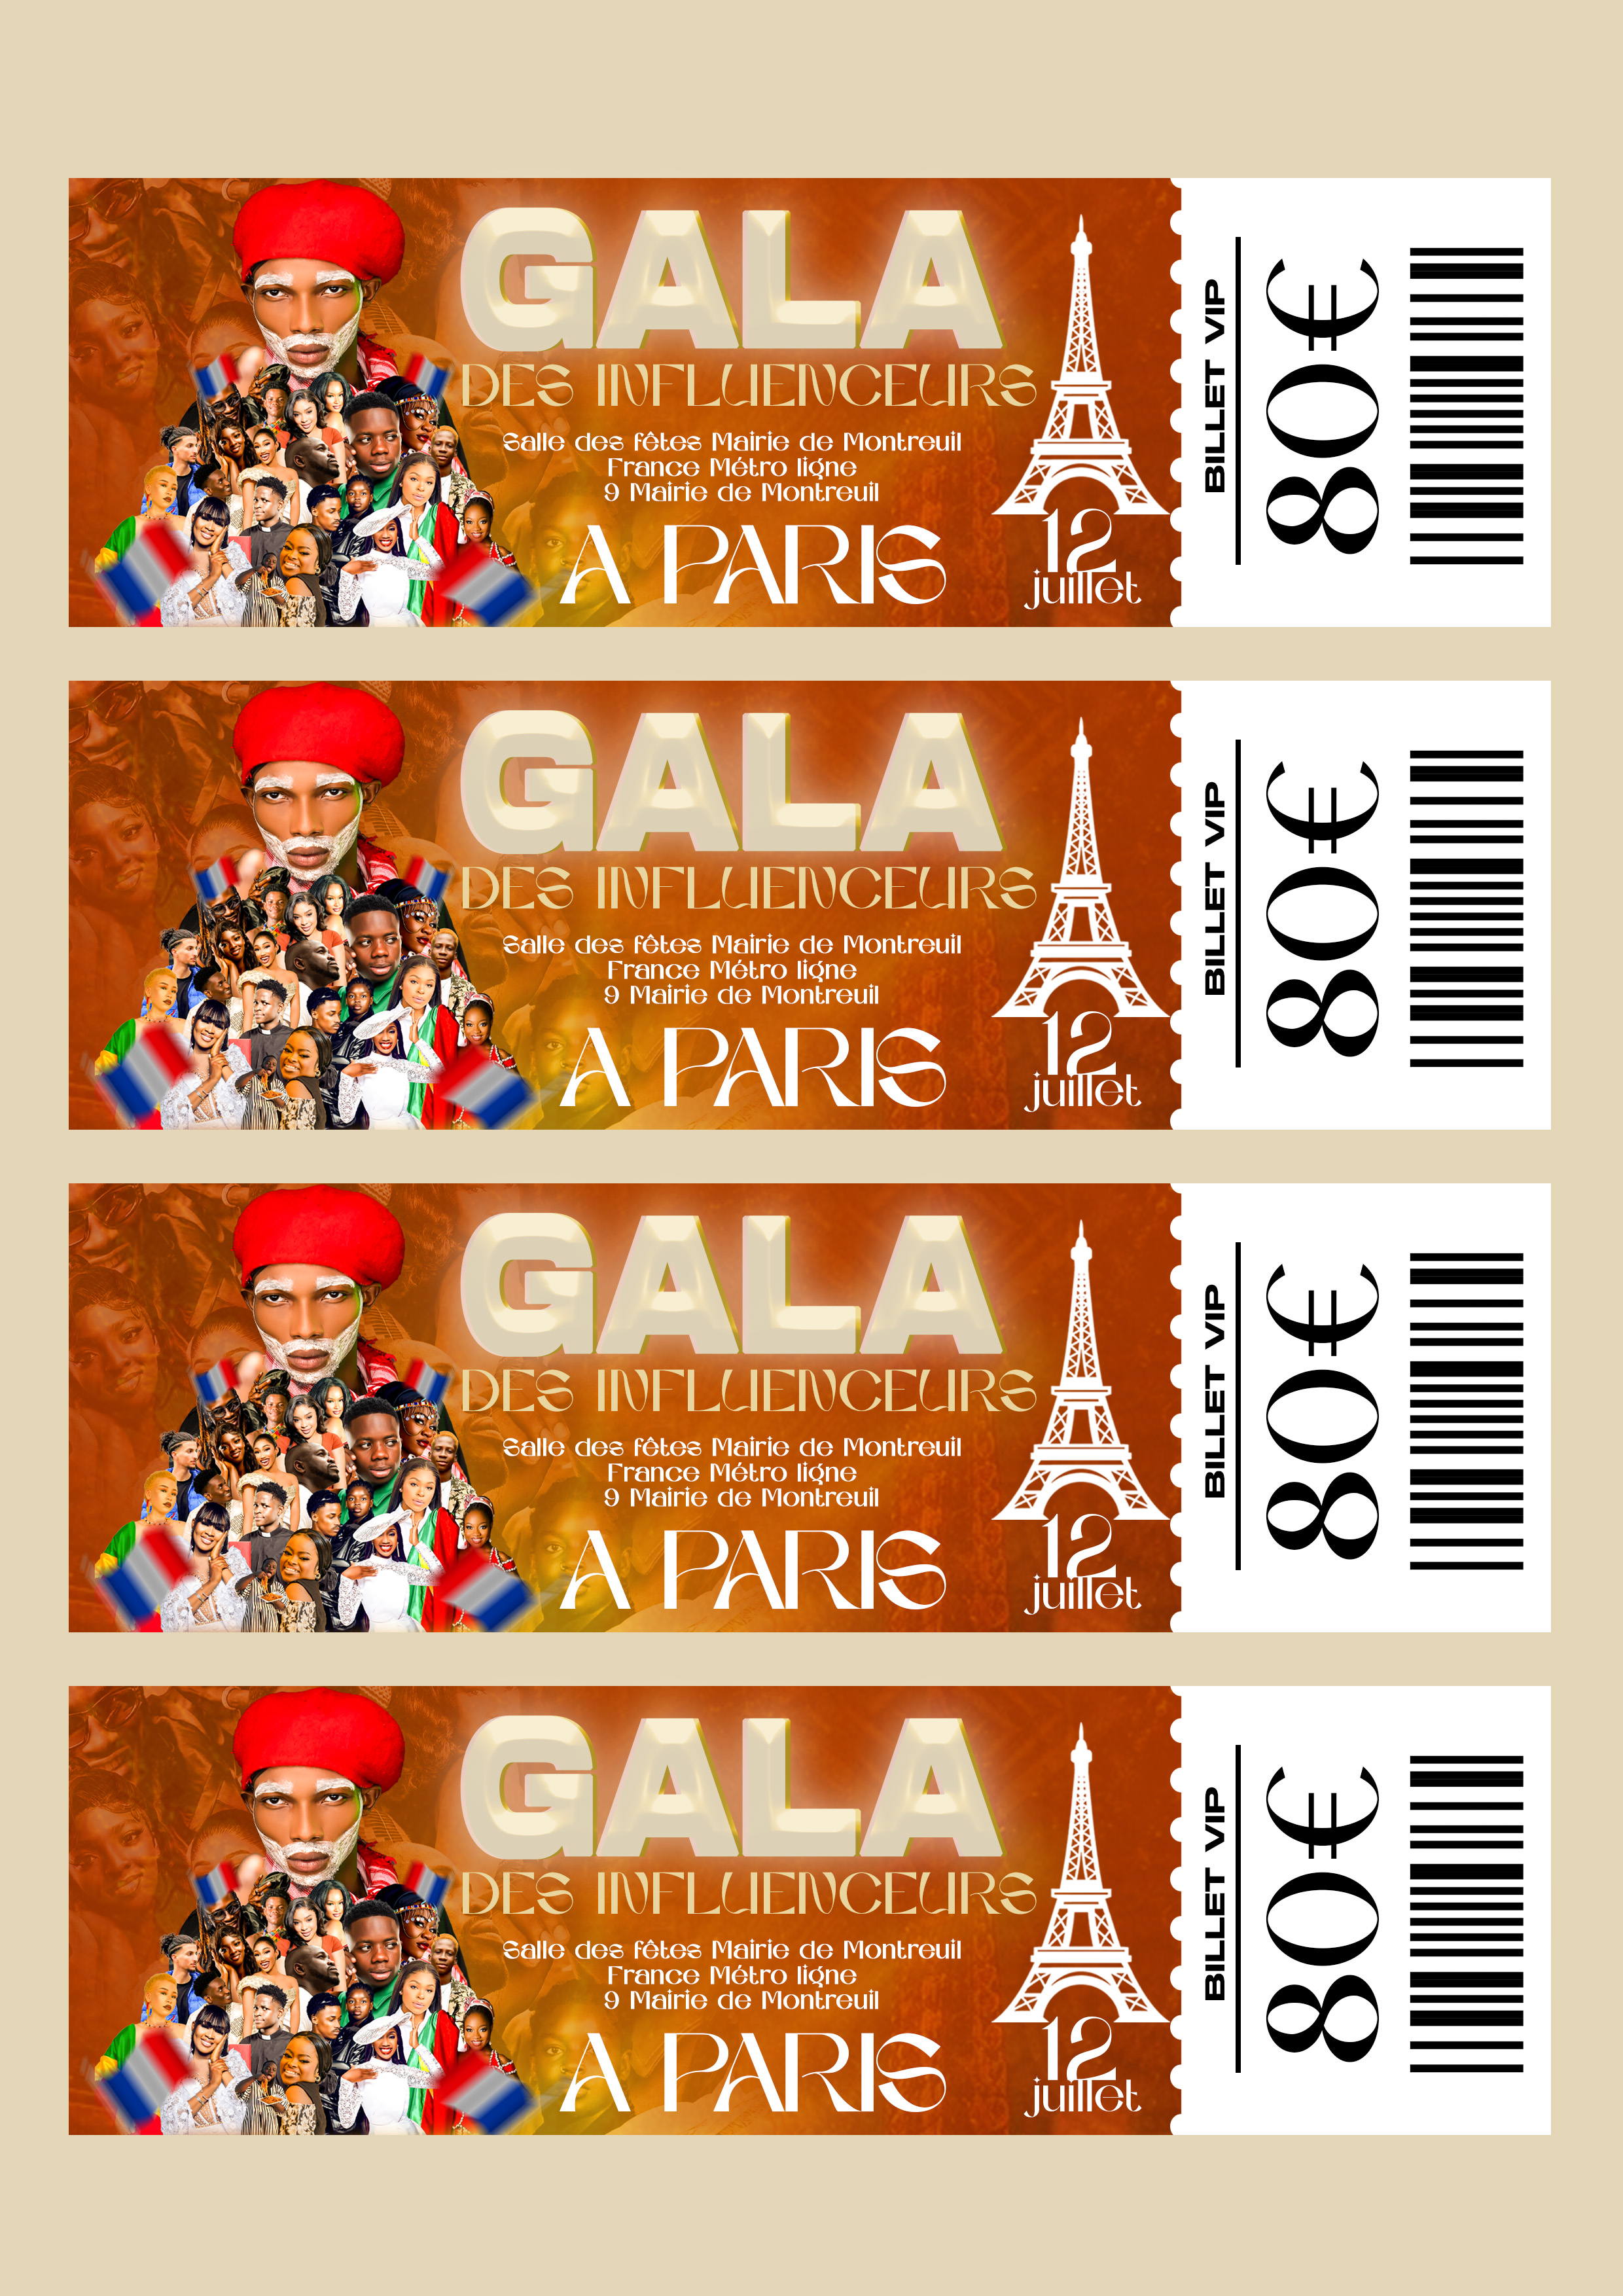 GALA
DES INFLUENCEURS
Salle des fêtes Mairie de Montreuil
France Métro ligne
9 Mairie de Montreuil
A PARIS
12
juillet
BILLET VIP
80€
GALA
DES INFLUENCEURS
Salle des fêtes Mairie de Montreuil
France Métro ligne
9 Mairie de Montreuil
A PARIS
12
juillet
BILLET VIP
80€
GALA
DES INFLUENCEURS
Salle des fêtes Mairie de Montreuil
France Métro ligne
9 Mairie de Montreuil
A PARIS
12
juillet
BILLET VIP
80€
GALA
DES INFLUENCEURS
Salle des fêtes Mairie de Montreuil
France Métro ligne
9 Mairie de Montreuil
A PARIS
12
juillet
BILLET VIP
80€